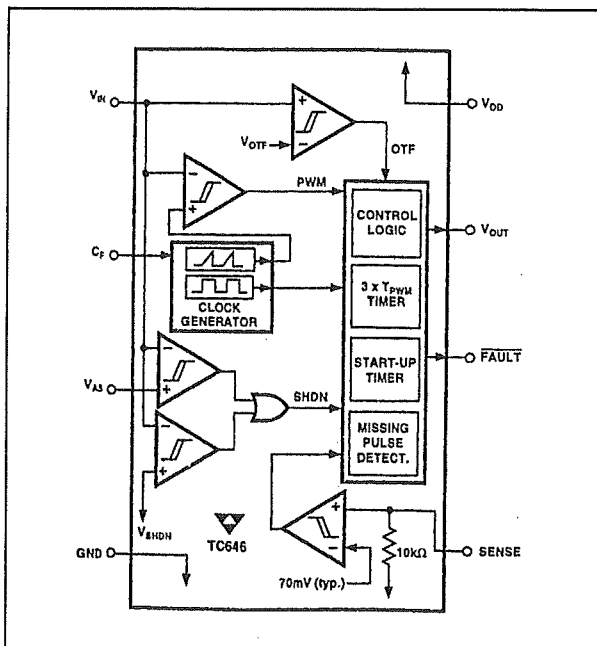 VIN
VDD
VOTF
OTF
PWM
CONTROL
LOGIC
VOUT
CF
CLOCK
GENERATOR
3 x TPWM
TIMER
START-UP
TIMER
FAULT
VAS
SHDN
MISSING
PULSE
DETECT.
VSHDN
TC646
GND
10kΩ
SENSE
70mV (typ.)
+
−
−
+
−
+
−
+
+
−